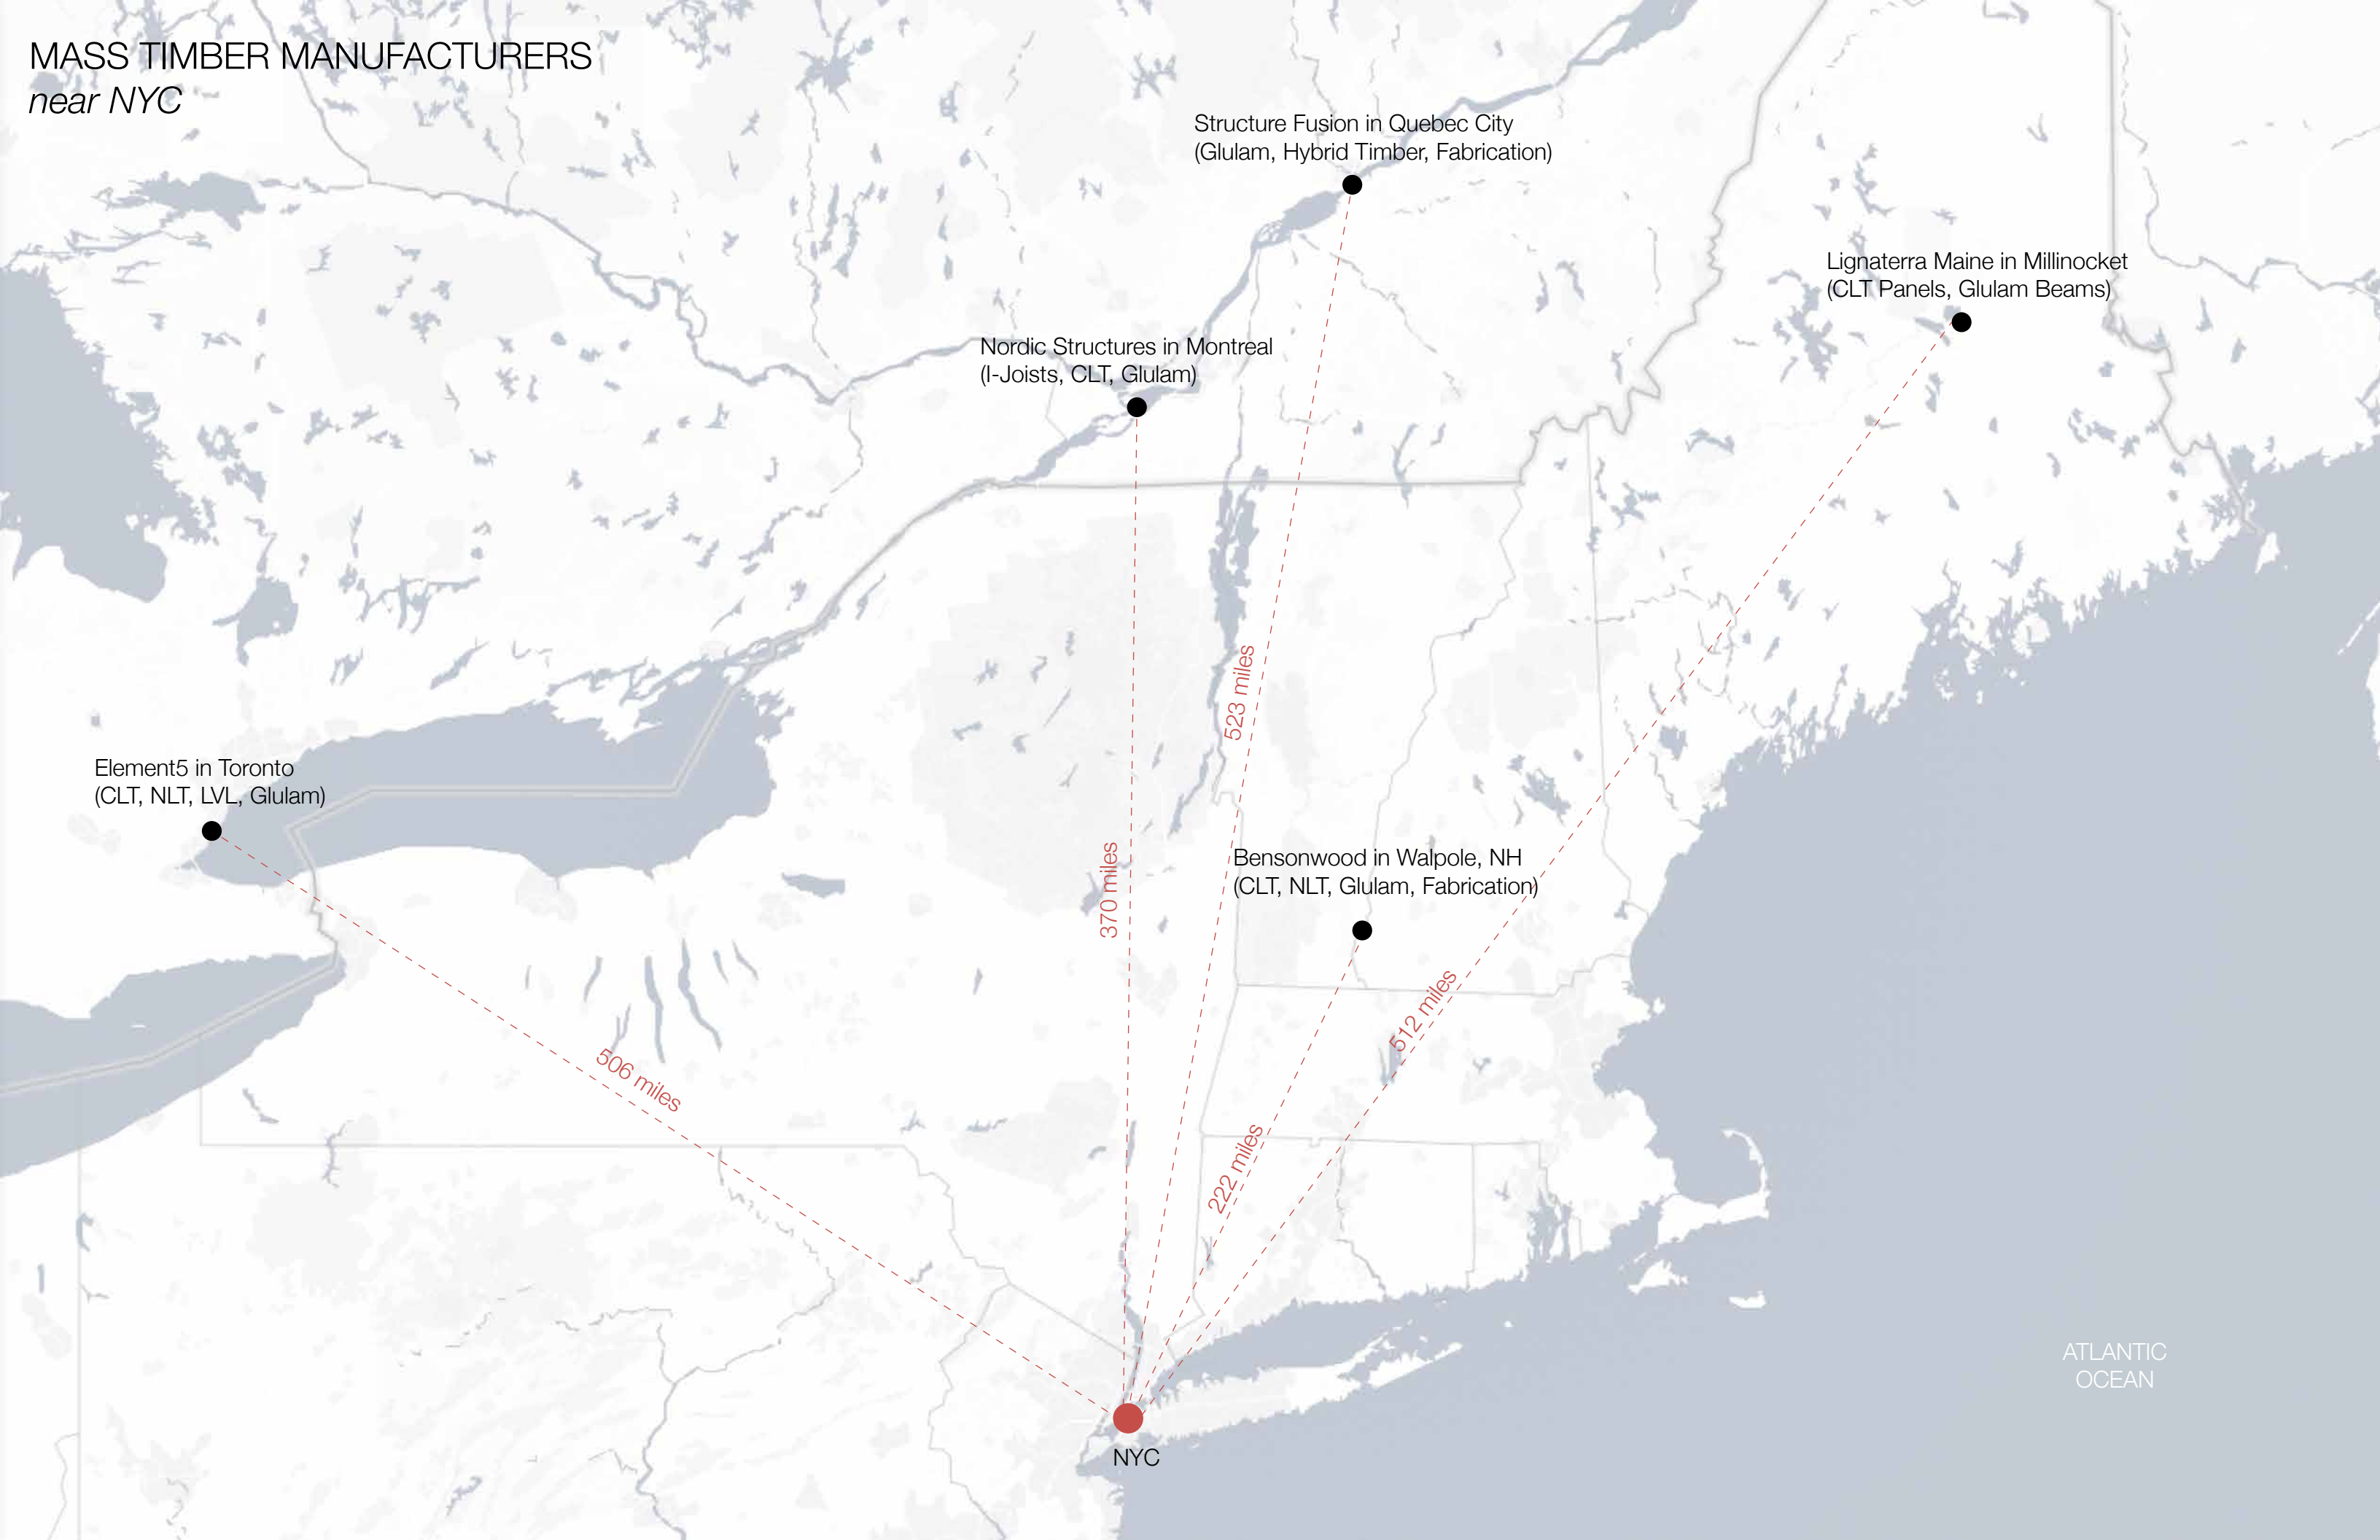 MASS TIMBER MANUFACTURERS
near NYC
Structure Fusion in Quebec City
(Glulam, Hybrid Timber, Fabrication)
Lignaterra Maine in Millinocket
(CLT Panels, Glulam Beams)
Nordic Structures in Montreal
(I-Joists, CLT, Glulam)
523 miles
Element5 in Toronto
(CLT, NLT, LVL, Glulam)
370 miles
Bensonwood in Walpole, NH
(CLT, NLT, Glulam, Fabrication)
512 miles
506 miles
222 miles
ATLANTIC
OCEAN
NYC